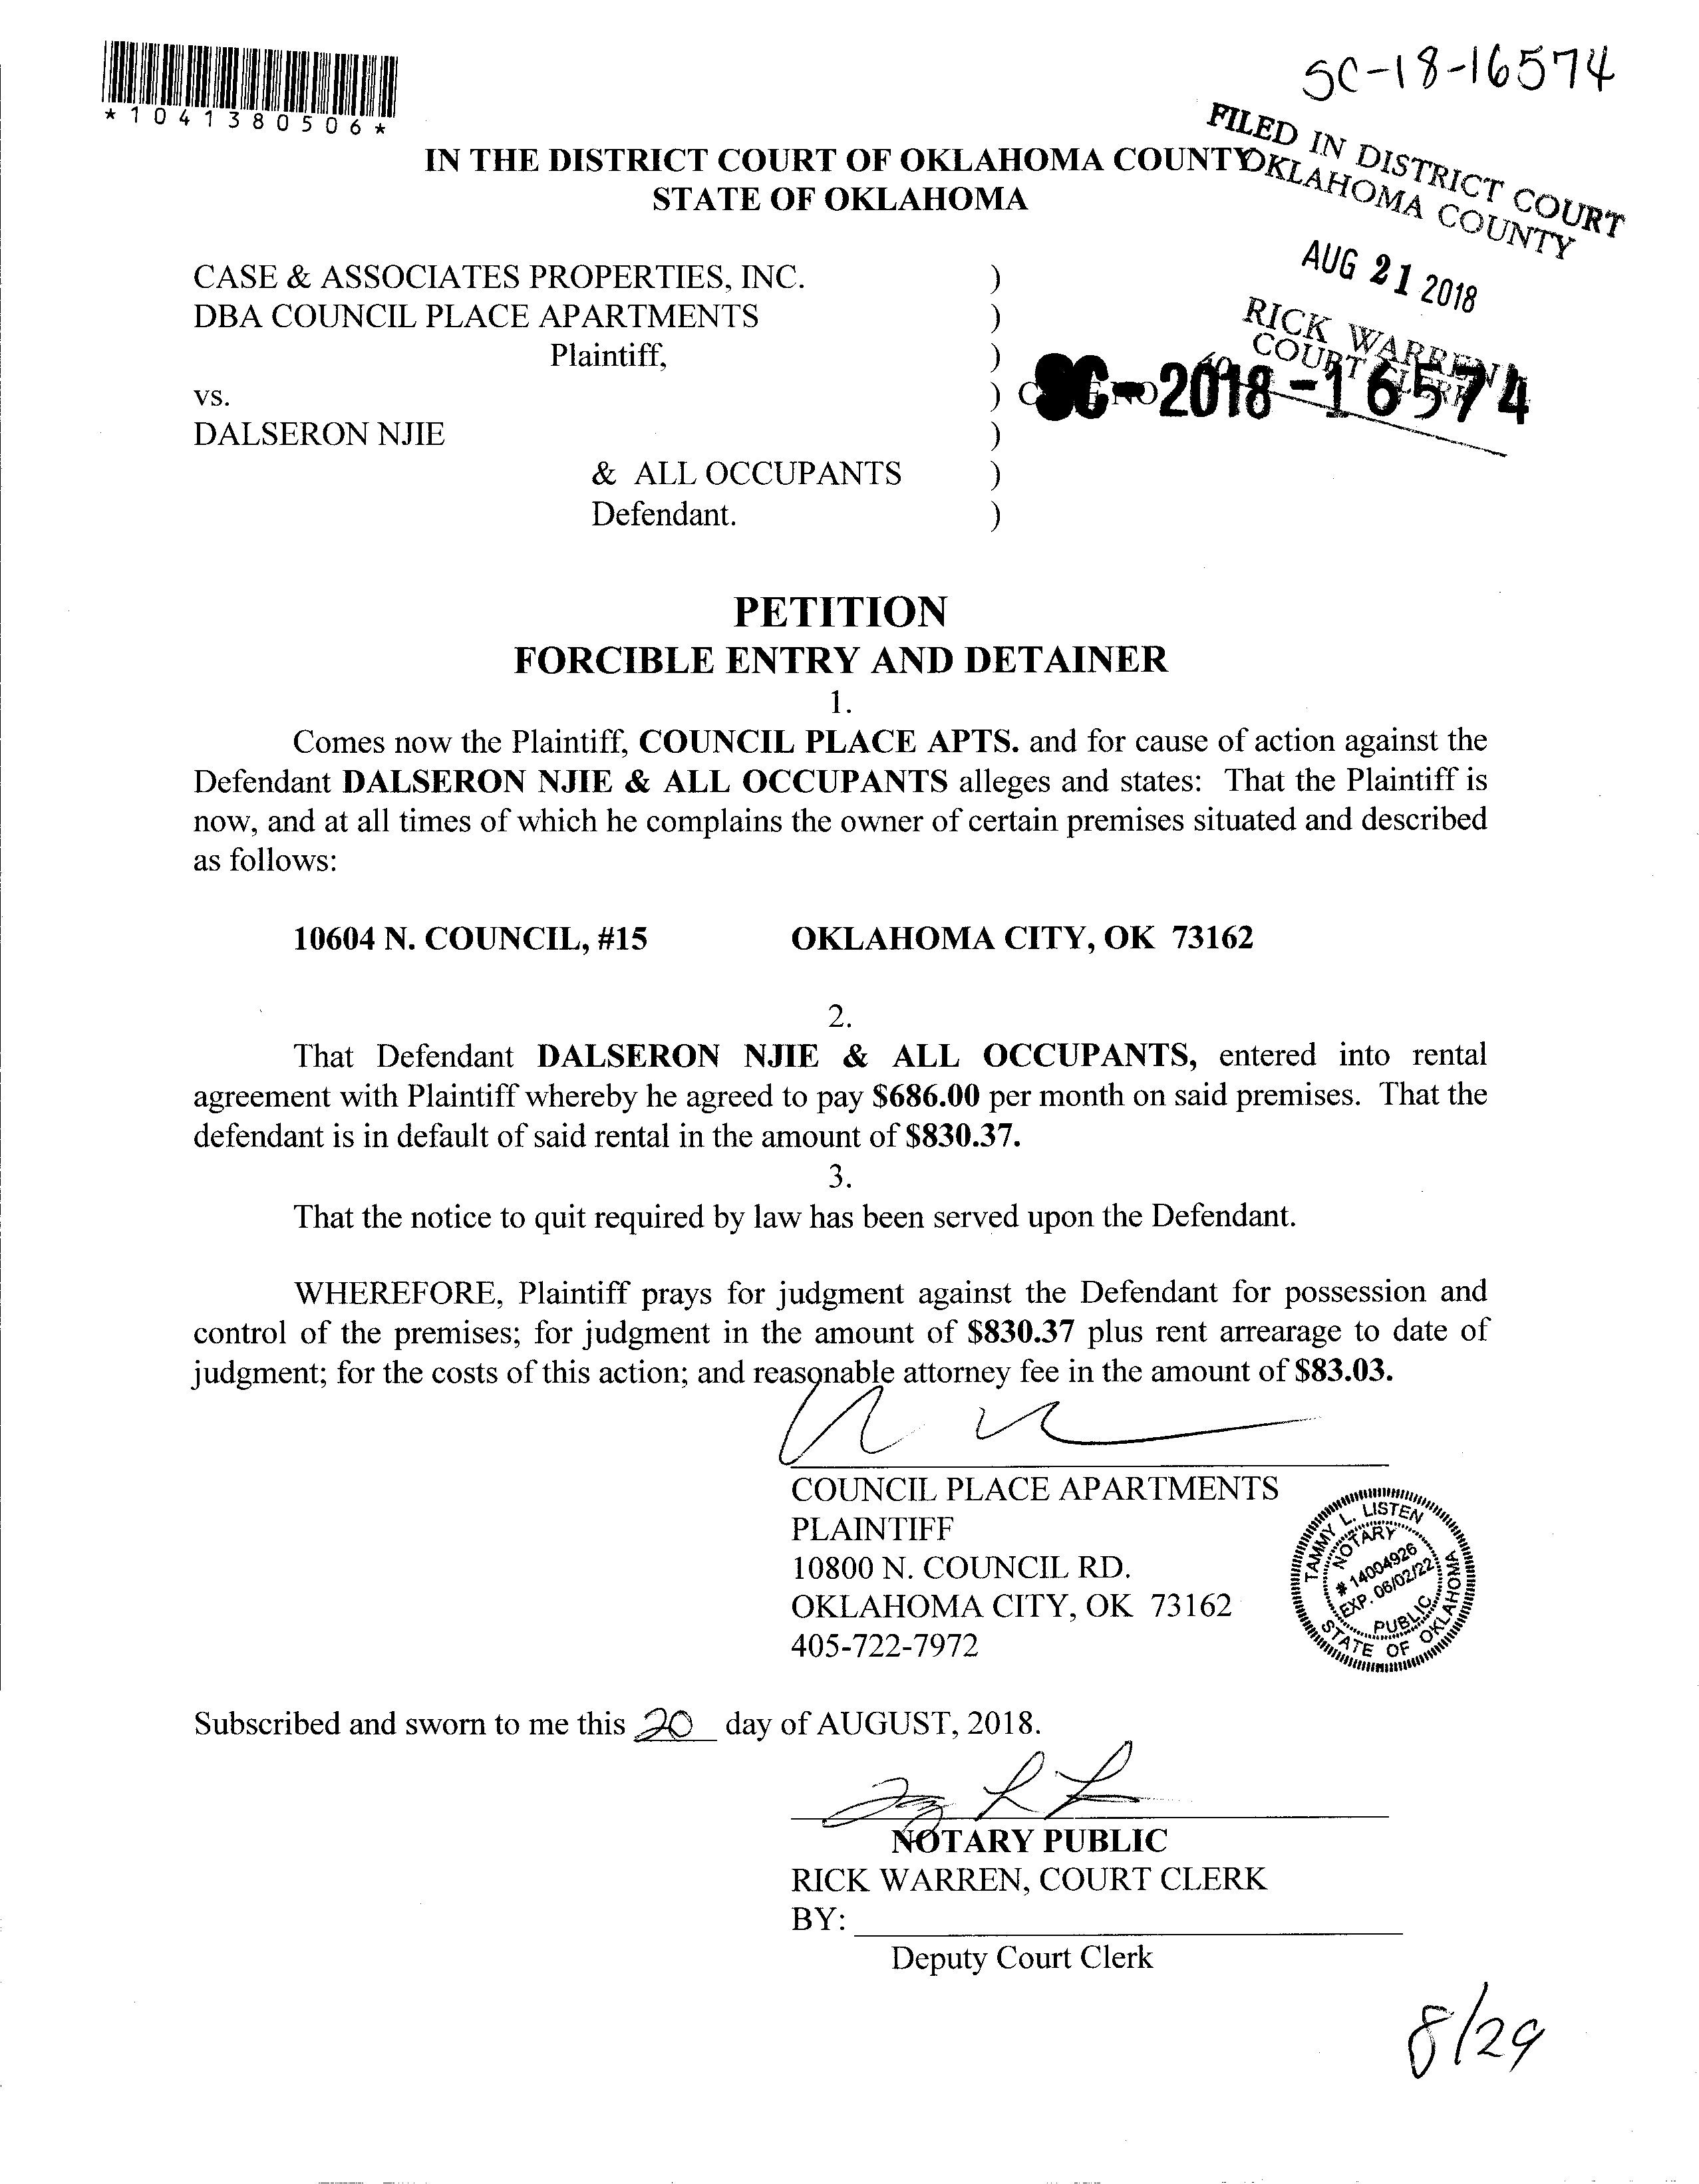 SC-18-16574
*1041380506*
FILED IN DISTRICT COURT
OKLAHOMA COUNTY
IN THE DISTRICT COURT OF OKLAHOMA COUNTY
STATE OF OKLAHOMA
AUG 21 2018
RICK WARREN
COURT CLERK
CASE & ASSOCIATES PROPERTIES, INC. )
DBA COUNCIL PLACE APARTMENTS )
Plaintiff, )
vs. ) SC-2018-16574
DALSERON NJIE )
& ALL OCCUPANTS )
Defendant. )
PETITION
FORCIBLE ENTRY AND DETAINER
1.
Comes now the Plaintiff, COUNCIL PLACE APTS. and for cause of action against the
Defendant DALSERON NJIE & ALL OCCUPANTS alleges and states: That the Plaintiff is
now, and at all times of which he complains the owner of certain premises situated and described
as follows:
10604 N. COUNCIL, #15 OKLAHOMA CITY, OK 73162
2.
That Defendant DALSERON NJIE & ALL OCCUPANTS, entered into rental
agreement with Plaintiff whereby he agreed to pay $686.00 per month on said premises. That the
defendant is in default of said rental in the amount of $830.37.
3.
That the notice to quit required by law has been served upon the Defendant.
WHEREFORE, Plaintiff prays for judgment against the Defendant for possession and
control of the premises; for judgment in the amount of $830.37 plus rent arrearage to date of
judgment; for the costs of this action; and reasonable attorney fee in the amount of $83.03.
COUNCIL PLACE APARTMENTS
PLAINTIFF
10800 N. COUNCIL RD.
OKLAHOMA CITY, OK 73162
405-722-7972
TAMMY L. LISTEN
NOTARY
# 14004926
EXP. 06/02/22
PUBLIC
STATE OF OKLAHOMA
Subscribed and sworn to me this 20 day of AUGUST, 2018.
NOTARY PUBLIC
RICK WARREN, COURT CLERK
BY:
Deputy Court Clerk
8/29